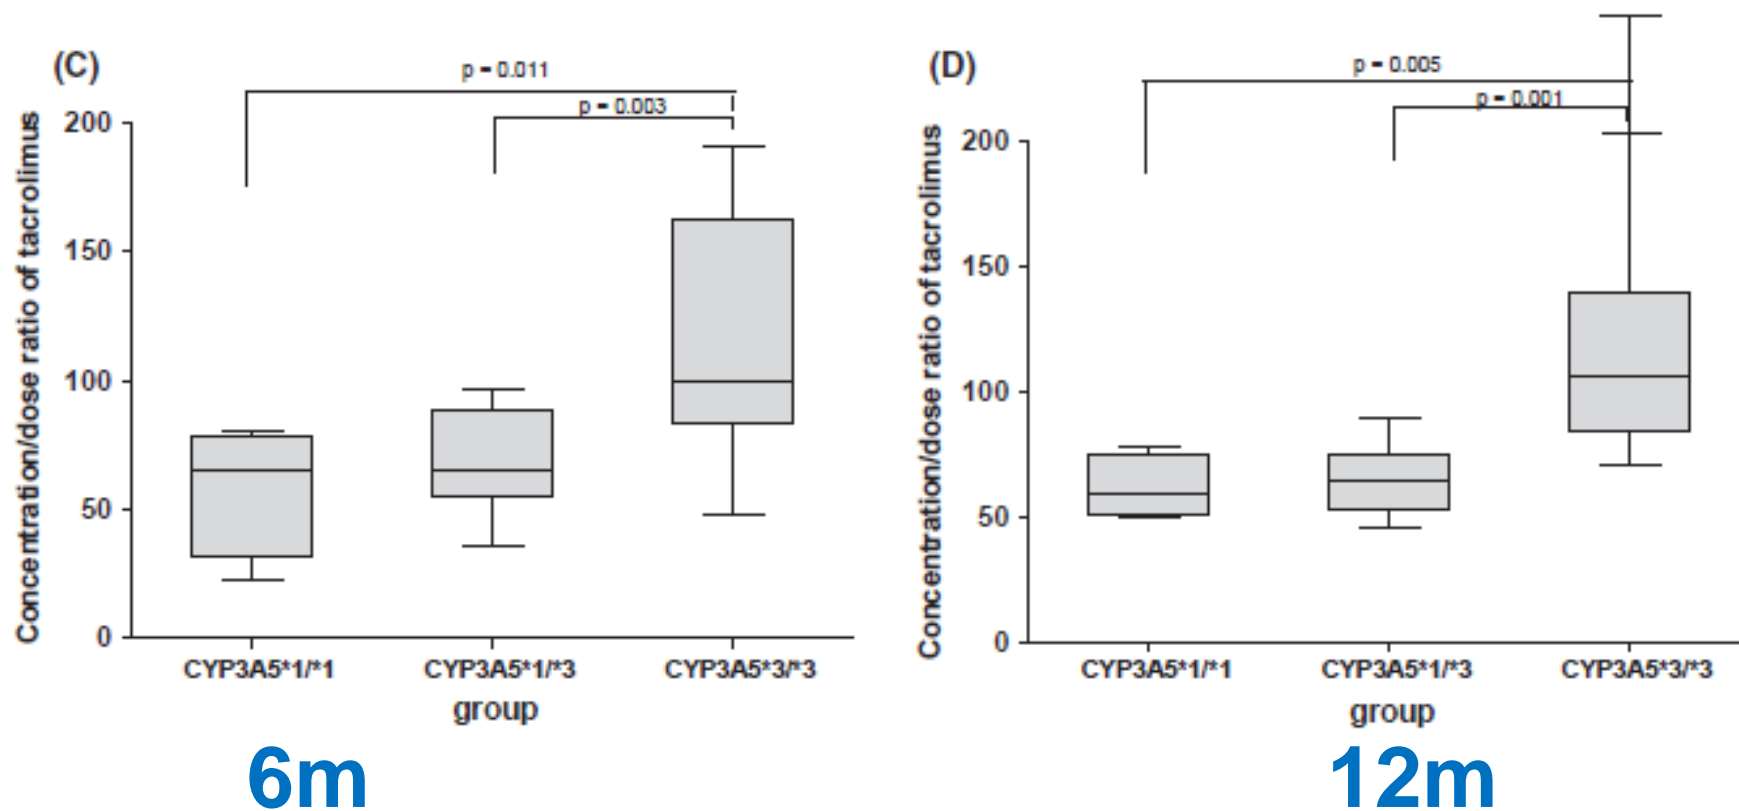 (C)
p = 0.011
p = 0.003
Concentration/dose ratio of tacrolimus
200
150
100
50
0
CYP3A5*1/*1 CYP3A5*1/*3 CYP3A5*3/*3
group
6m
(D)
p = 0.005
p = 0.001
Concentration/dose ratio of tacrolimus
200
150
100
50
0
CYP3A5*1/*1 CYP3A5*1/*3 CYP3A5*3/*3
group
12m